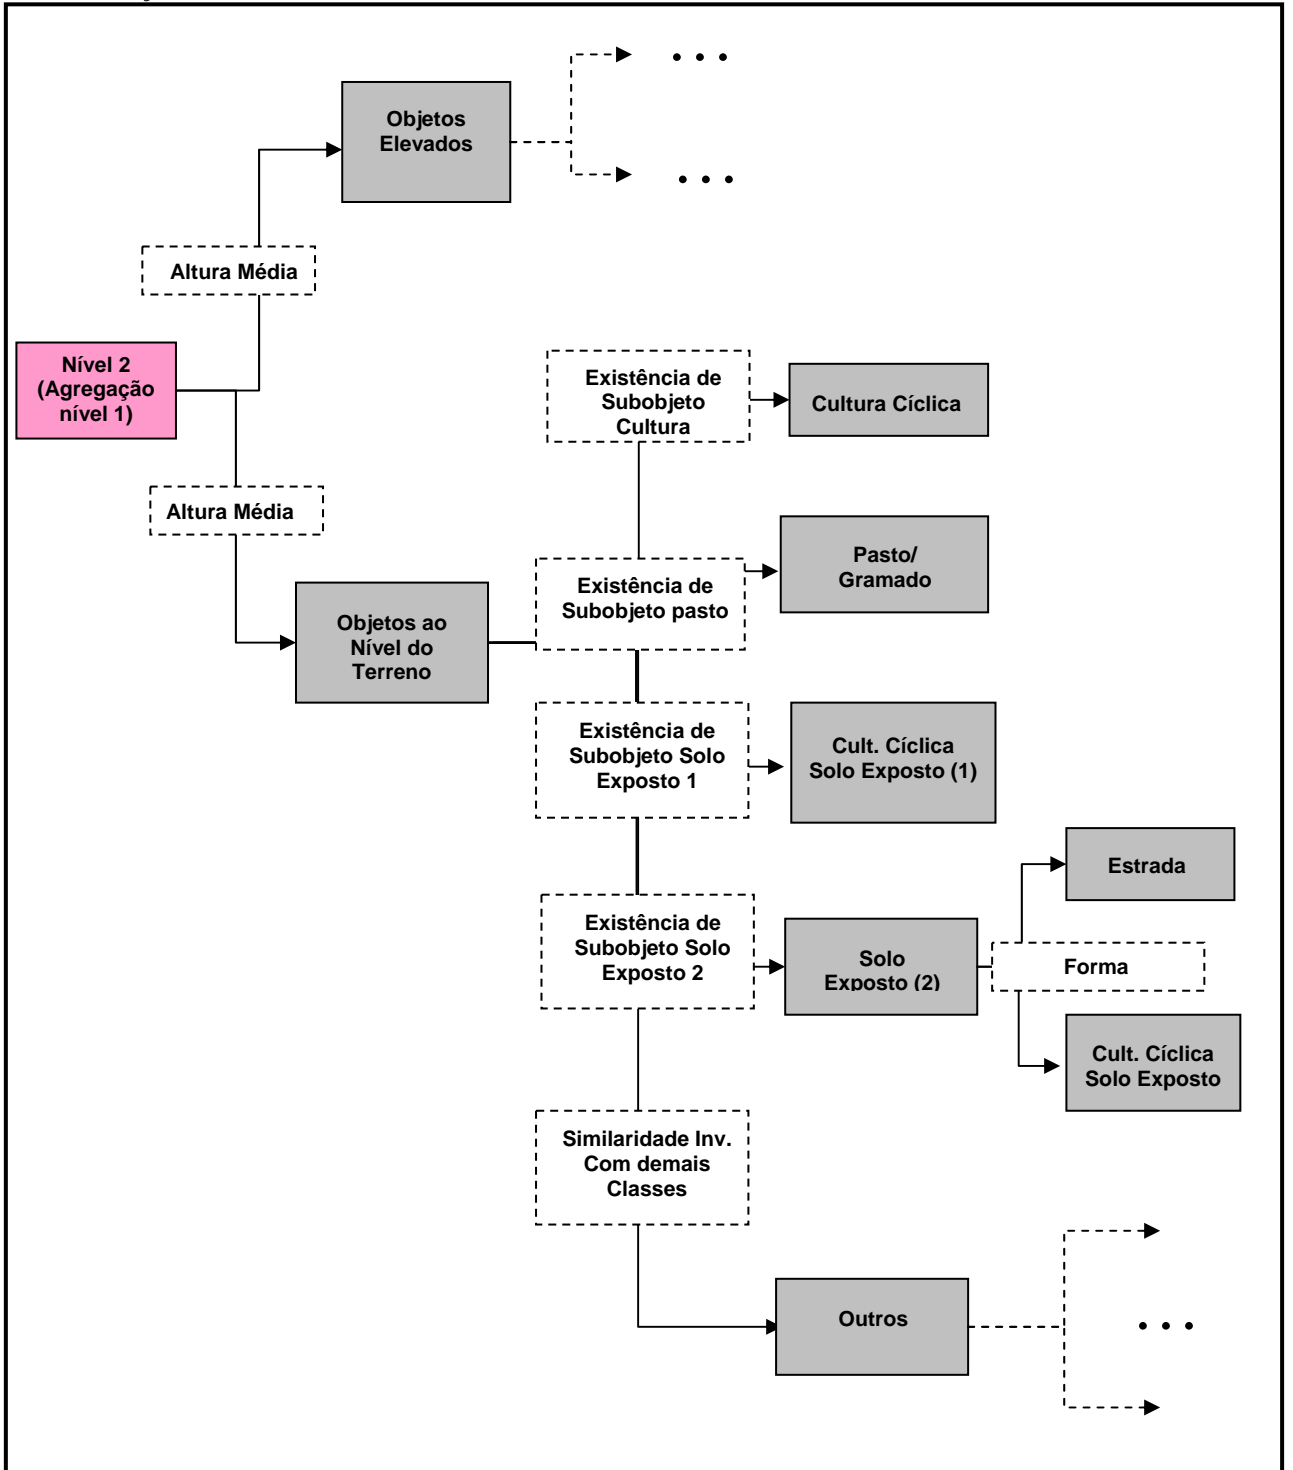 • • •
Objetos
Elevados
• • •
Altura Média
Nível 2
(Agregação
nível 1)
Existência de
Subobjeto
Cultura
Cultura Cíclica
Altura Média
Pasto/
Gramado
Existência de
Subobjeto pasto
Objetos ao
Nível do
Terreno
Existência de
Subobjeto Solo
Exposto 1
Cult. Cíclica
Solo Exposto (1)
Estrada
Existência de
Subobjeto Solo
Exposto 2
Solo
Exposto (2)
Forma
Cult. Cíclica
Solo Exposto
Similaridade Inv.
Com demais
Classes
Outros
• • •